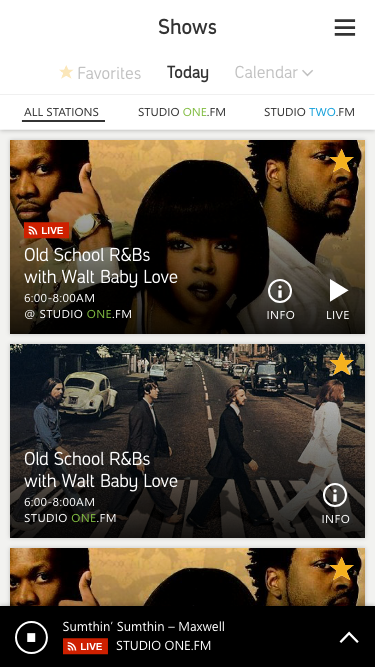 Shows
Favorites Today Calendar
ALL STATIONS STUDIO ONE.FM STUDIO TWO.FM
LIVE
Old School R&Bs
with Walt Baby Love
6:00-8:00AM
@ STUDIO ONE.FM
INFO LIVE
Old School R&Bs
with Walt Baby Love
6:00-8:00AM
STUDIO ONE.FM
INFO
Sumthin’ Sumthin – Maxwell
LIVE STUDIO ONE.FM